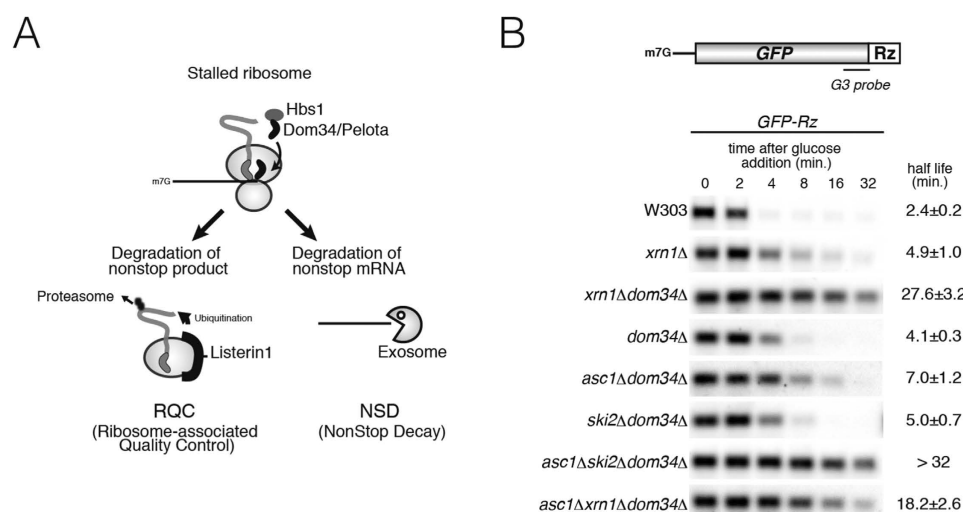 A
Stalled ribosome
Hbs1
Dom34/Pelota
m7G
Degradation of
nonstop product
Degradation of
nonstop mRNA
Proteasome
Ubiquitination
Listerin1
Exosome
RQC
(Ribosome-associated
Quality Control)
NSD
(NonStop Decay)
B
m7G GFP Rz
G3 probe
GFP-Rz
time after glucose
addition (min.)
half life
(min.)
0 2 4 8 16 32
W303 2.4±0.2
xrn1Δ 4.9±1.0
xrn1Δdom34Δ 27.6±3.2
dom34Δ 4.1±0.3
asc1Δdom34Δ 7.0±1.2
ski2Δdom34Δ 5.0±0.7
asc1Δski2Δdom34Δ > 32
asc1Δxrn1Δdom34Δ 18.2±2.6